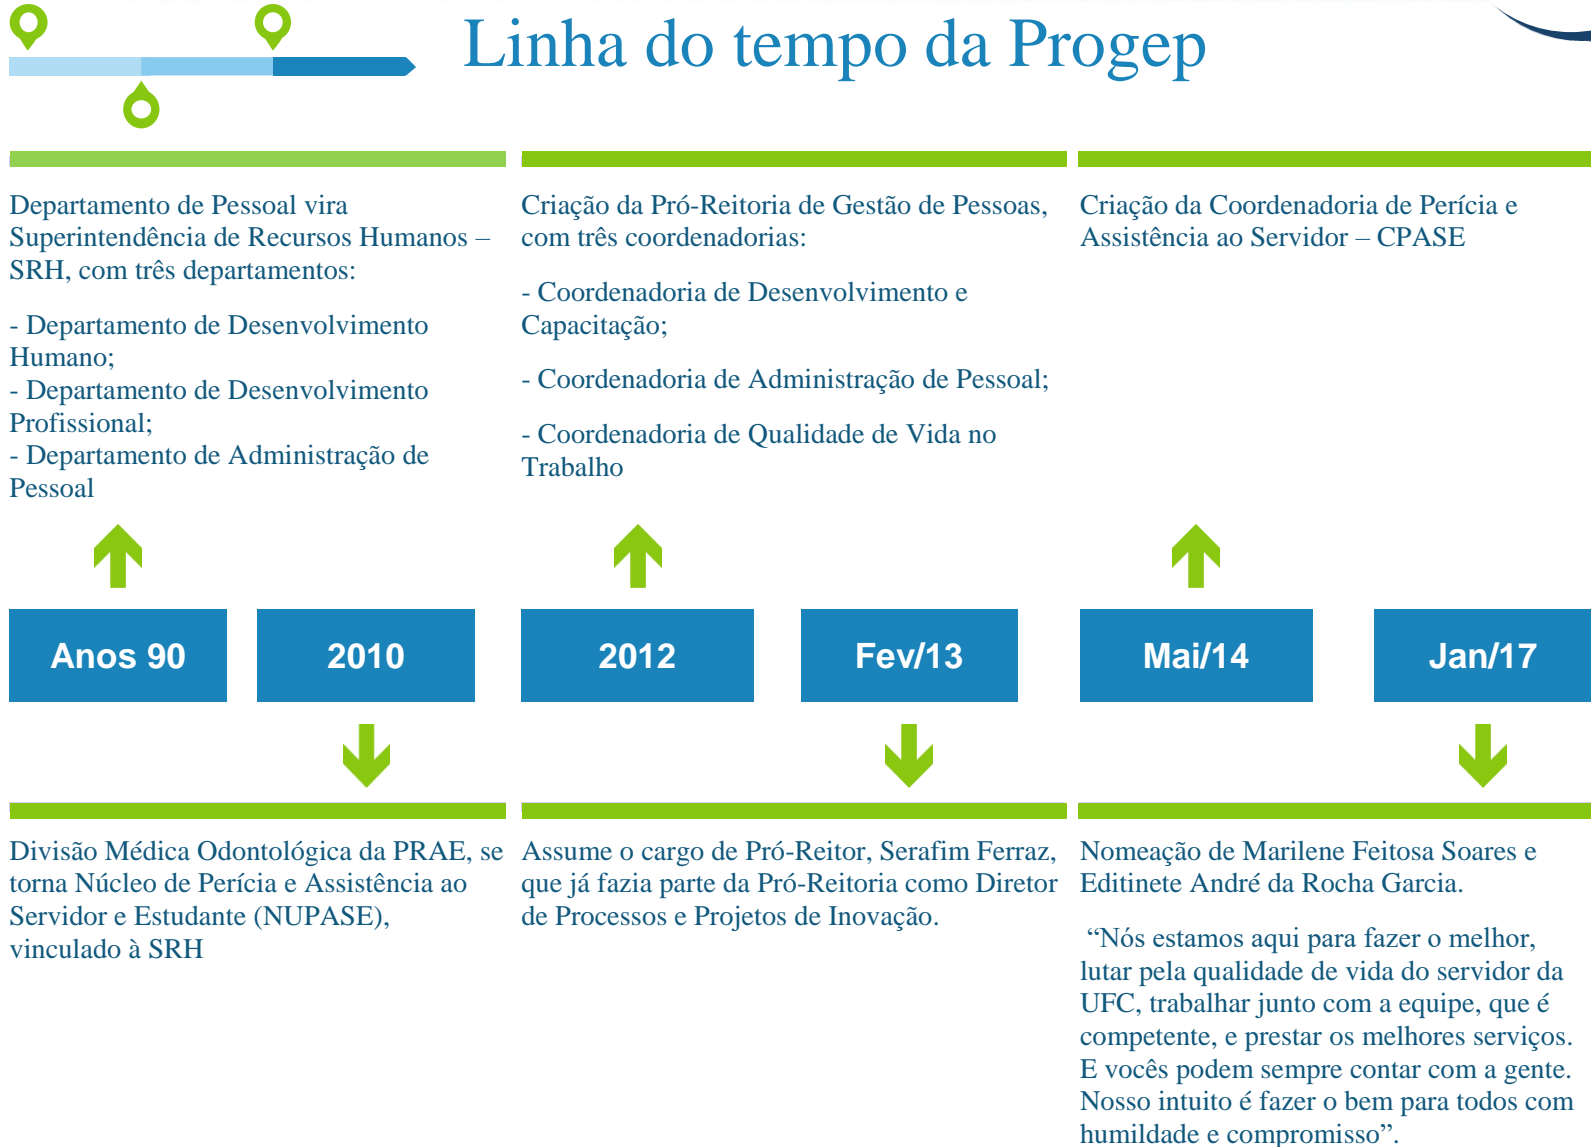 Linha do tempo da Progep
Departamento de Pessoal vira
Superintendência de Recursos Humanos –
SRH, com três departamentos:
- Departamento de Desenvolvimento
Humano;
- Departamento de Desenvolvimento
Profissional;
- Departamento de Administração de
Pessoal
Criação da Pró-Reitoria de Gestão de Pessoas,
com três coordenadorias:
- Coordenadoria de Desenvolvimento e
Capacitação;
- Coordenadoria de Administração de Pessoal;
- Coordenadoria de Qualidade de Vida no
Trabalho
Criação da Coordenadoria de Perícia e
Assistência ao Servidor – CPASE
Anos 90
2010
2012
Fev/13
Mai/14
Jan/17
Divisão Médica Odontológica da PRAE, se
torna Núcleo de Perícia e Assistência ao
Servidor e Estudante (NUPASE),
vinculado à SRH
Assume o cargo de Pró-Reitor, Serafim Ferraz,
que já fazia parte da Pró-Reitoria como Diretor
de Processos e Projetos de Inovação.
Nomeação de Marilene Feitosa Soares e
Editinete André da Rocha Garcia.
“Nós estamos aqui para fazer o melhor,
lutar pela qualidade de vida do servidor da
UFC, trabalhar junto com a equipe, que é
competente, e prestar os melhores serviços.
E vocês podem sempre contar com a gente.
Nosso intuito é fazer o bem para todos com
humildade e compromisso”.